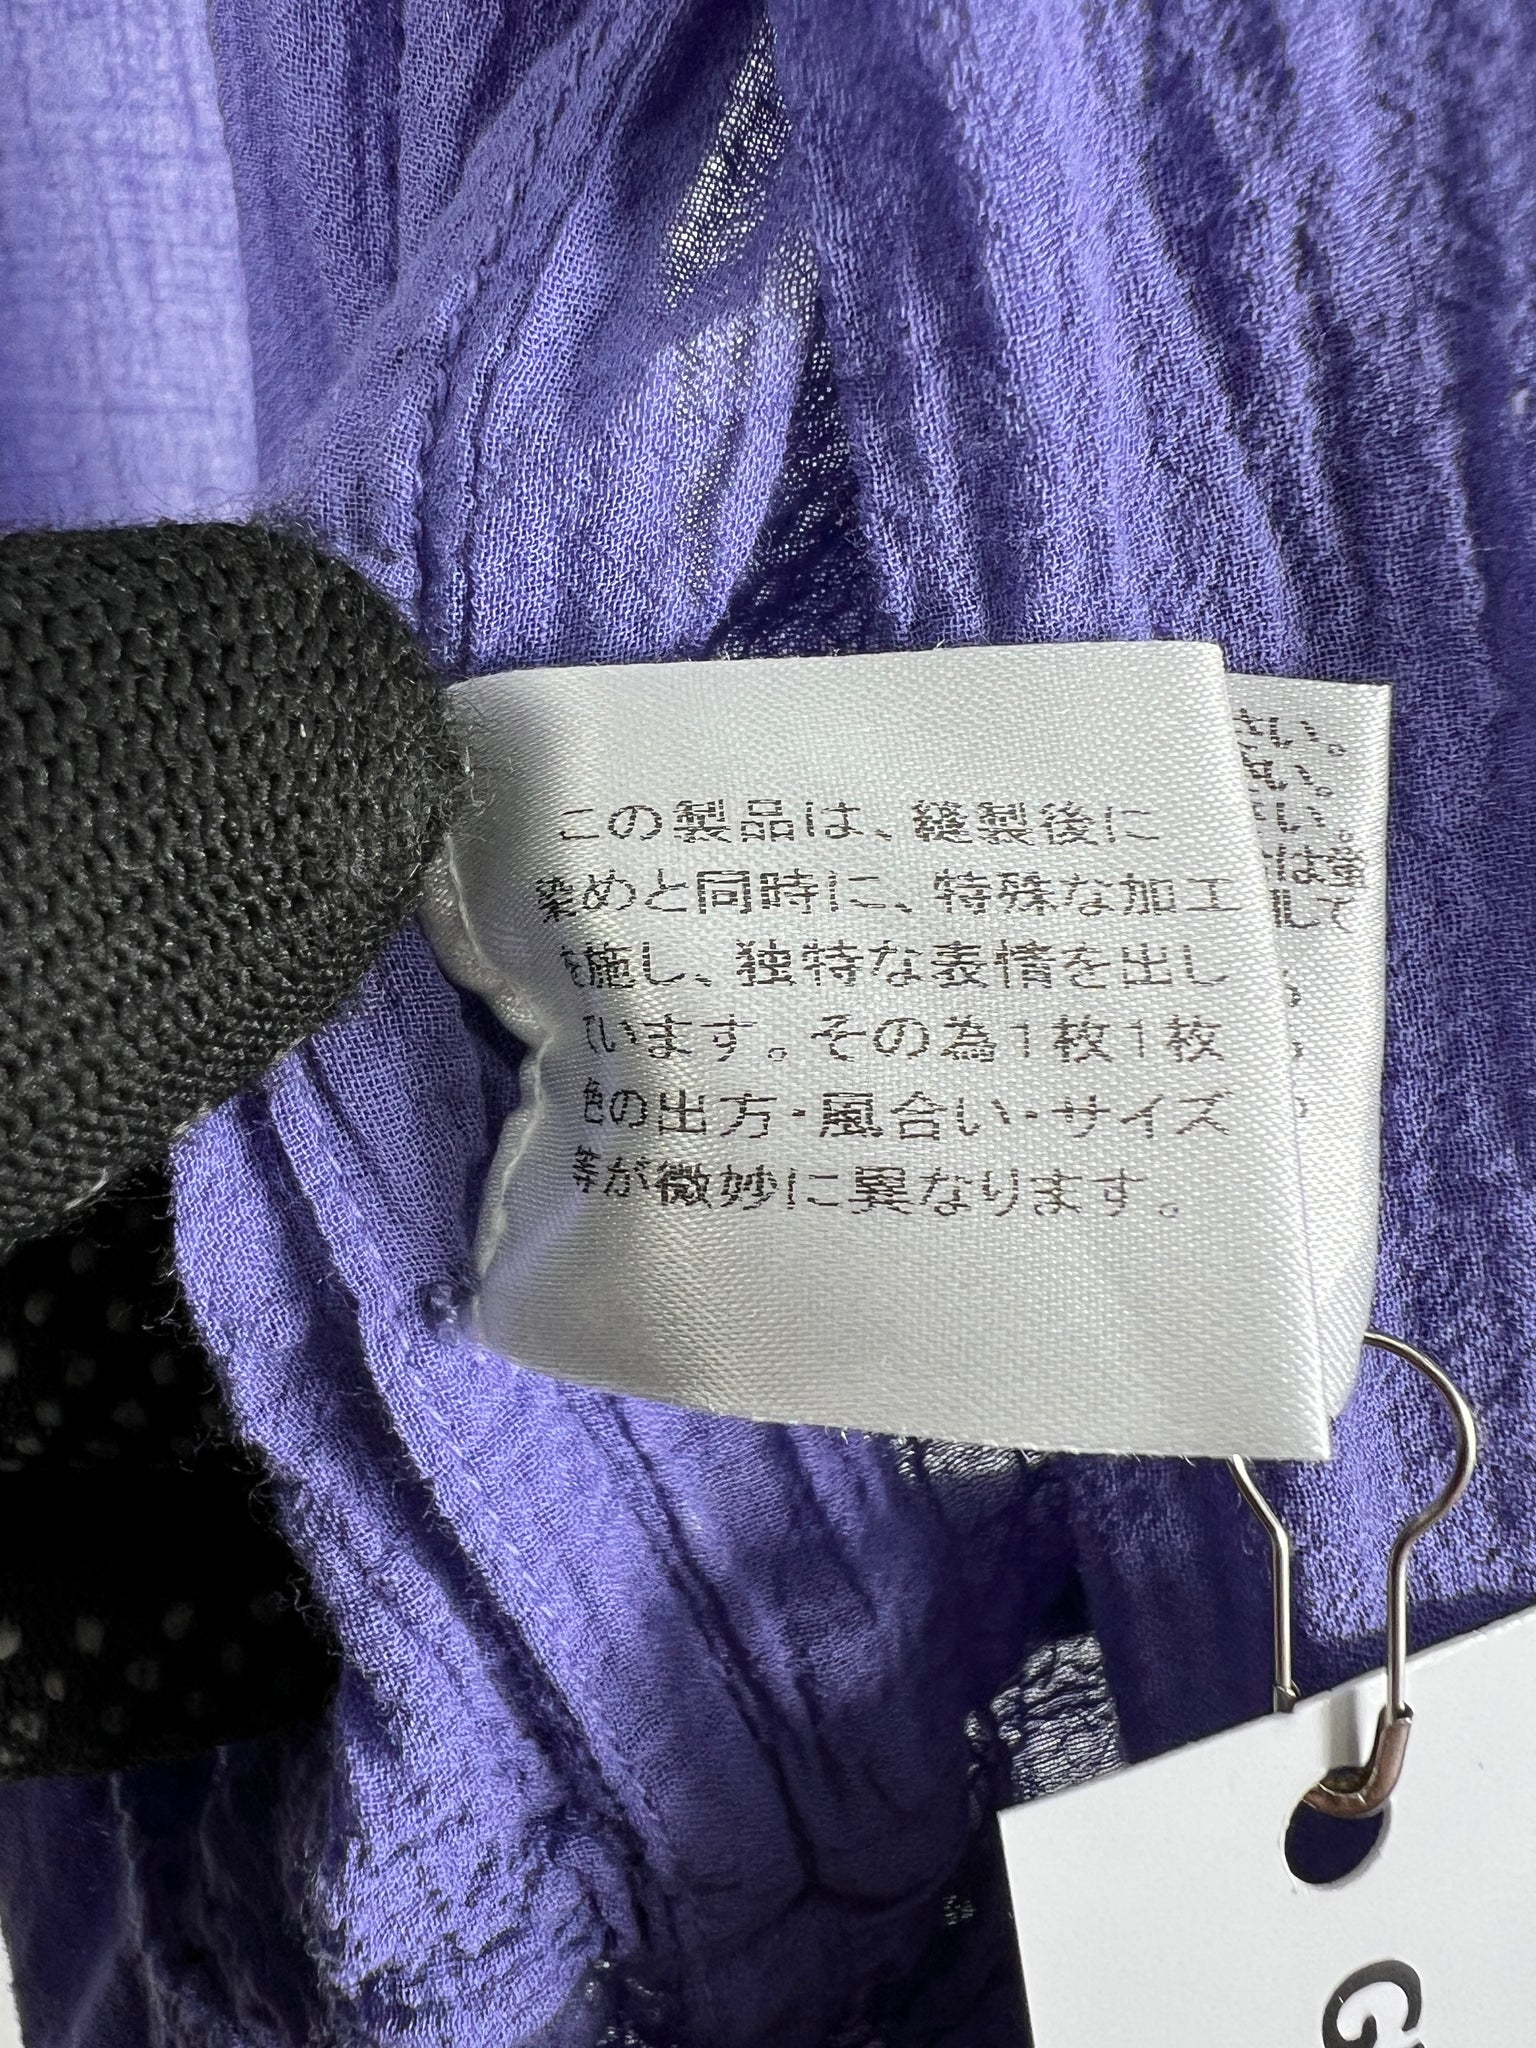 この製品は、縫製後に
染めと同時に、特殊な加工
施し、独特な表情を出し
います。その為1枚1枚
色の出方・風合い・サイズ
等が微妙に異なります。
G